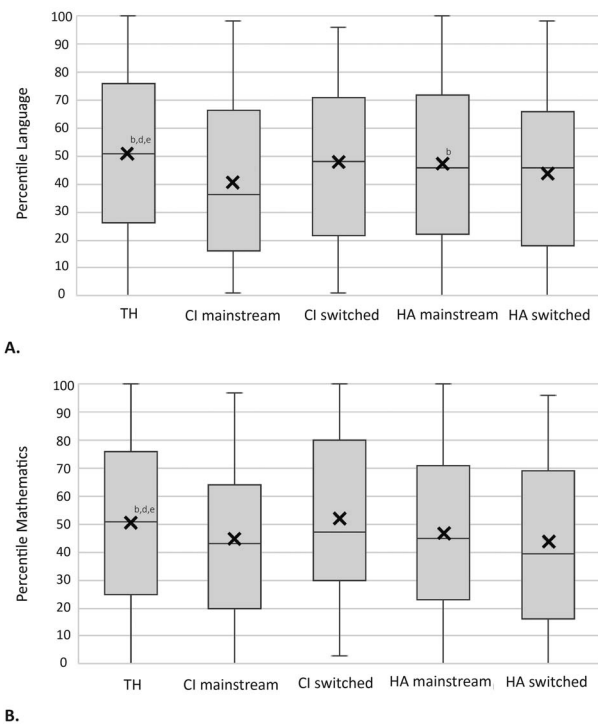 Percentile Language
100
90
80
70
60
50
40
30
20
10
0
b,d,e
b
TH
CI mainstream
CI switched
HA mainstream
HA switched
A.
Percentile Mathematics
100
90
80
70
60
50
40
30
20
10
0
b,d,e
TH
CI mainstream
CI switched
HA mainstream
HA switched
B.